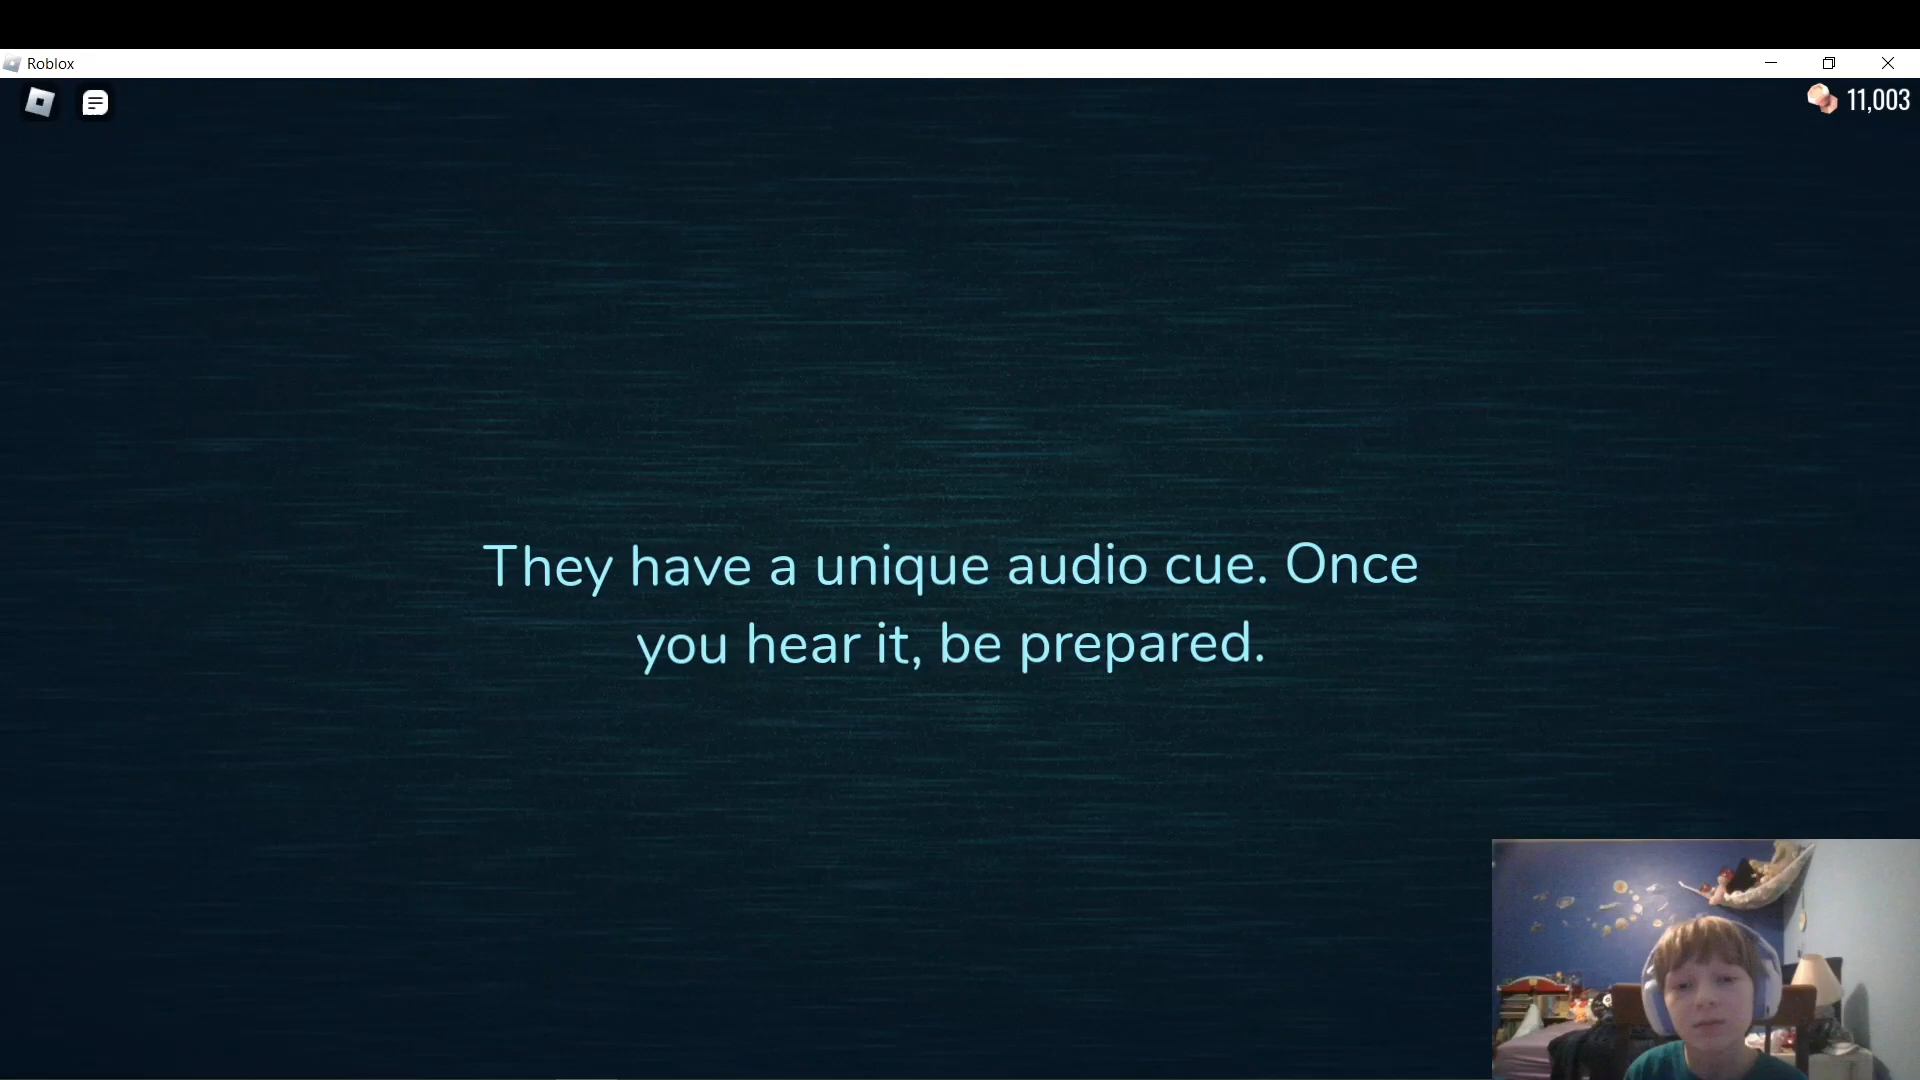 Roblox
11,003
They have a unique audio cue. Once
you hear it, be prepared.